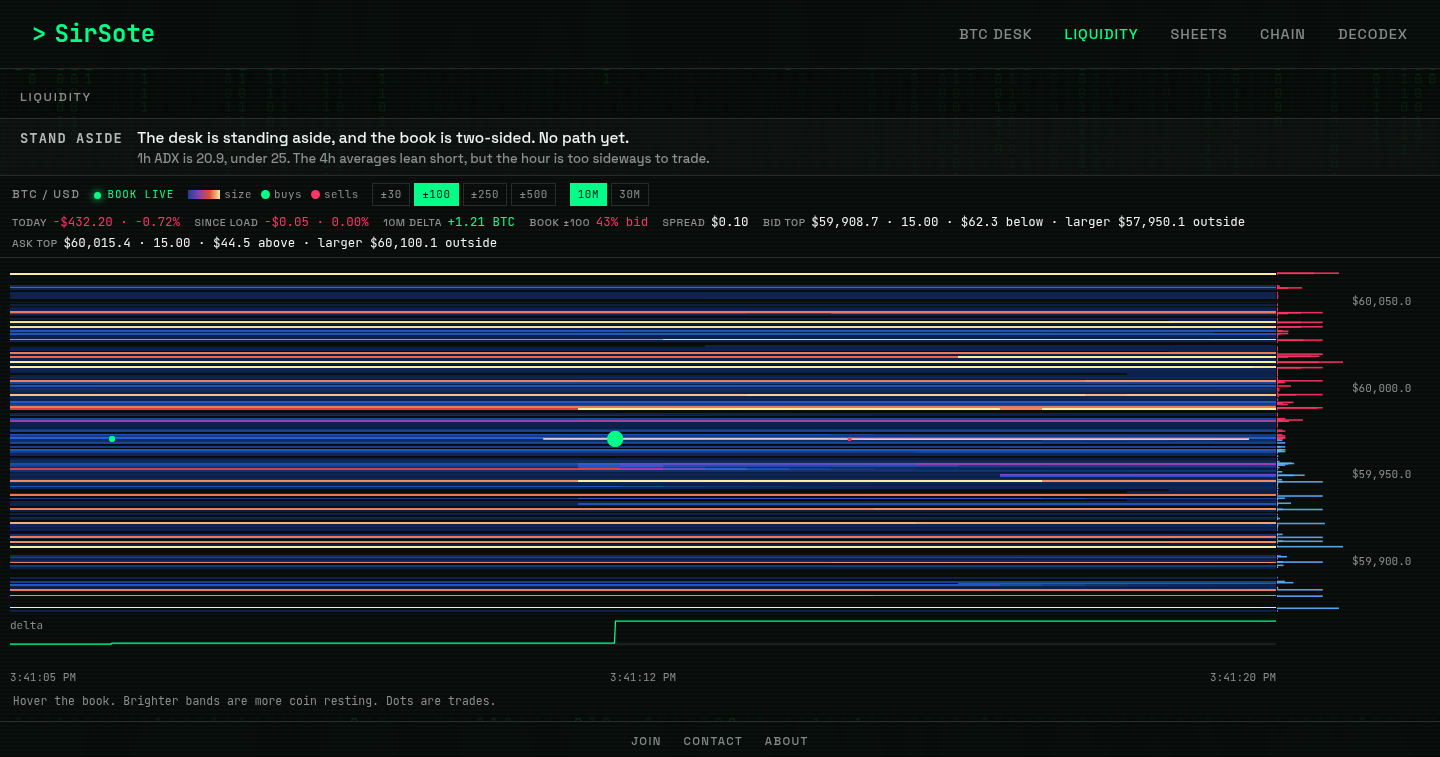 > SirSote
BTC DESK LIQUIDITY SHEETS CHAIN DECODEX
LIQUIDITY
STAND ASIDE The desk is standing aside, and the book is two-sided. No path yet.
1h ADX is 20.9, under 25. The 4h averages lean short, but the hour is too sideways to trade.
BTC / USD BOOK LIVE size buys sells ±30 ±100 ±250 ±500 10M 30M
TODAY -$432.20 · -0.72% SINCE LOAD -$0.05 · 0.00% 10M DELTA +1.21 BTC BOOK ±100 43% bid SPREAD $0.10 BID TOP $59,908.7 · 15.00 · $62.3 below · larger $57,950.1 outside
ASK TOP $60,015.4 · 15.00 · $44.5 above · larger $60,100.1 outside
$60,050.0
$60,000.0
$59,950.0
$59,900.0
delta
3:41:05 PM 3:41:12 PM 3:41:20 PM
Hover the book. Brighter bands are more coin resting. Dots are trades.
JOIN CONTACT ABOUT